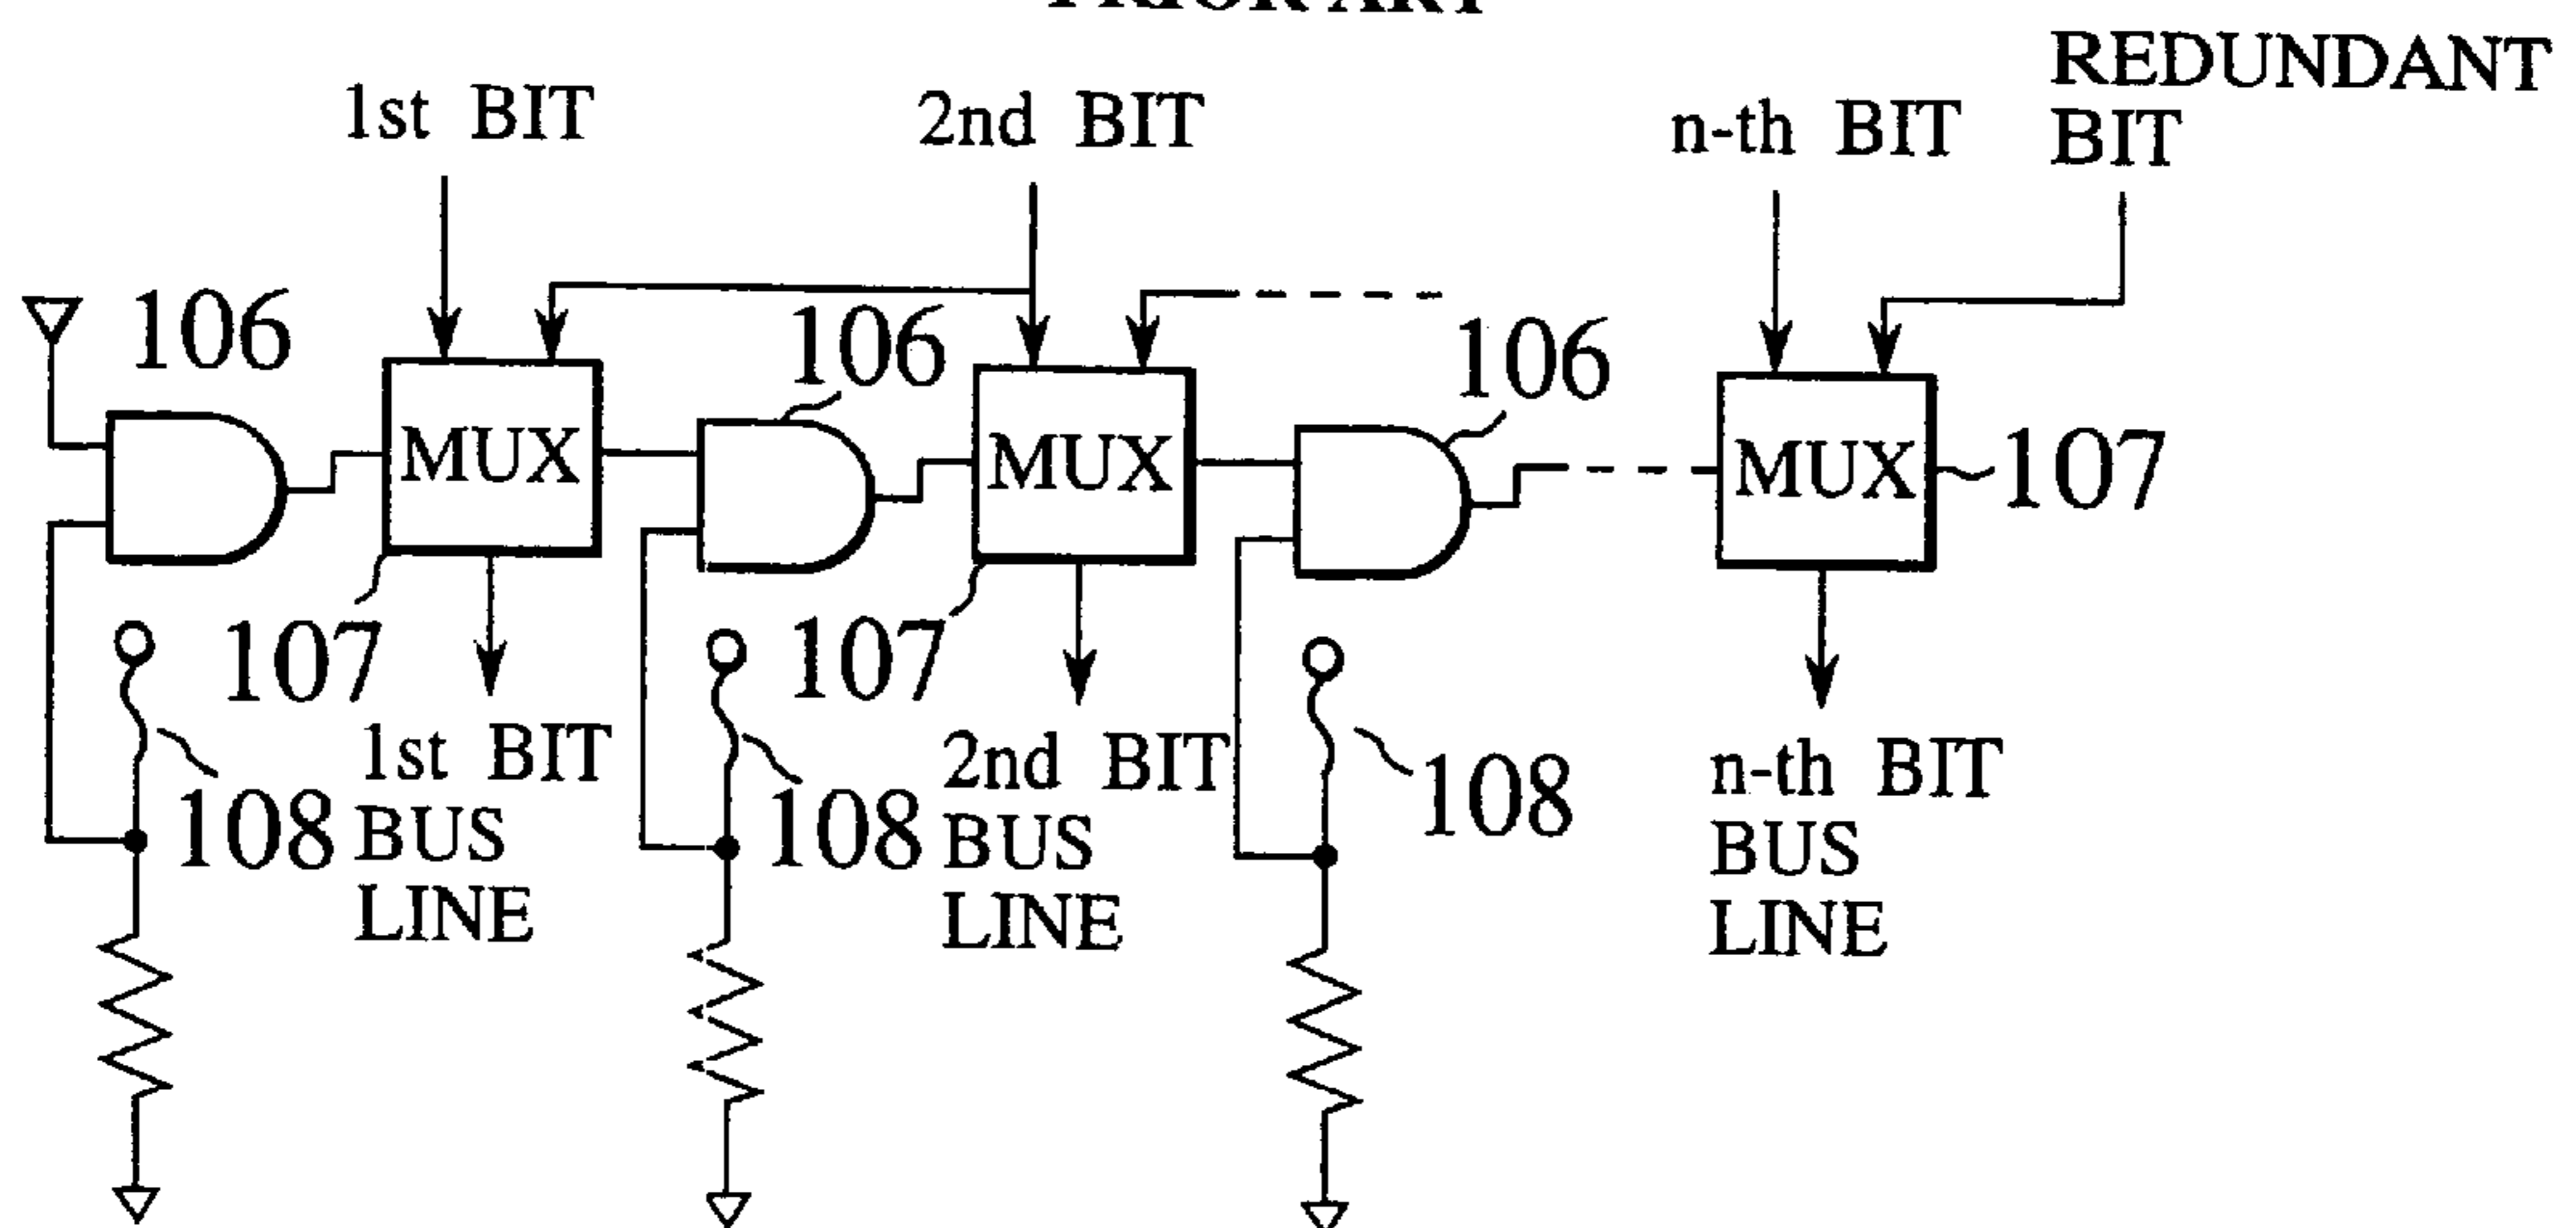 1st BIT
2nd BIT
n-th BIT
REDUNDANT
BIT
106
106
106
MUX
MUX
MUX
107
107
107
108
108
108
1st BIT
BUS
LINE
2nd BIT
BUS
LINE
n-th BIT
BUS
LINE